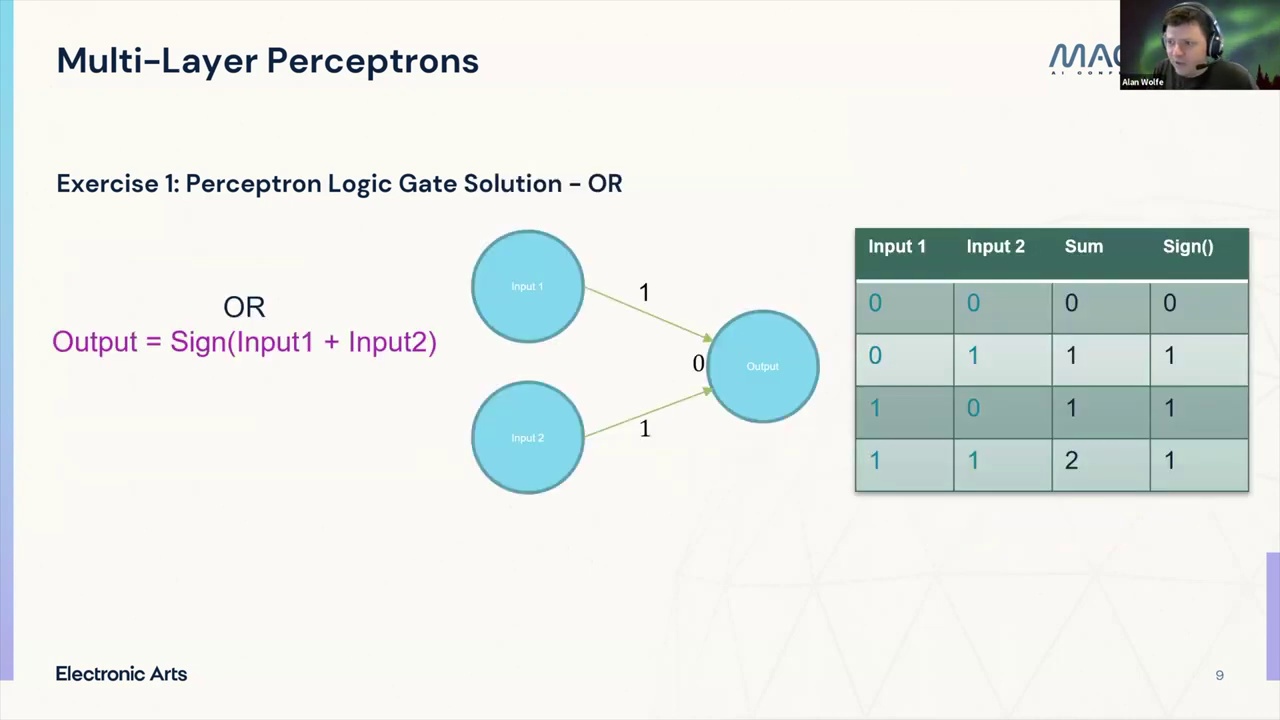 Multi-Layer Perceptrons
Alan Wolfe
Exercise 1: Perceptron Logic Gate Solution – OR
OR
Output = Sign(Input1 + Input2)
Input 1
1
0
Output
Input 2
1
Input 1 Input 2 Sum Sign()
0 0 0 0
0 1 1 1
1 0 1 1
1 1 2 1
Electronic Arts
9